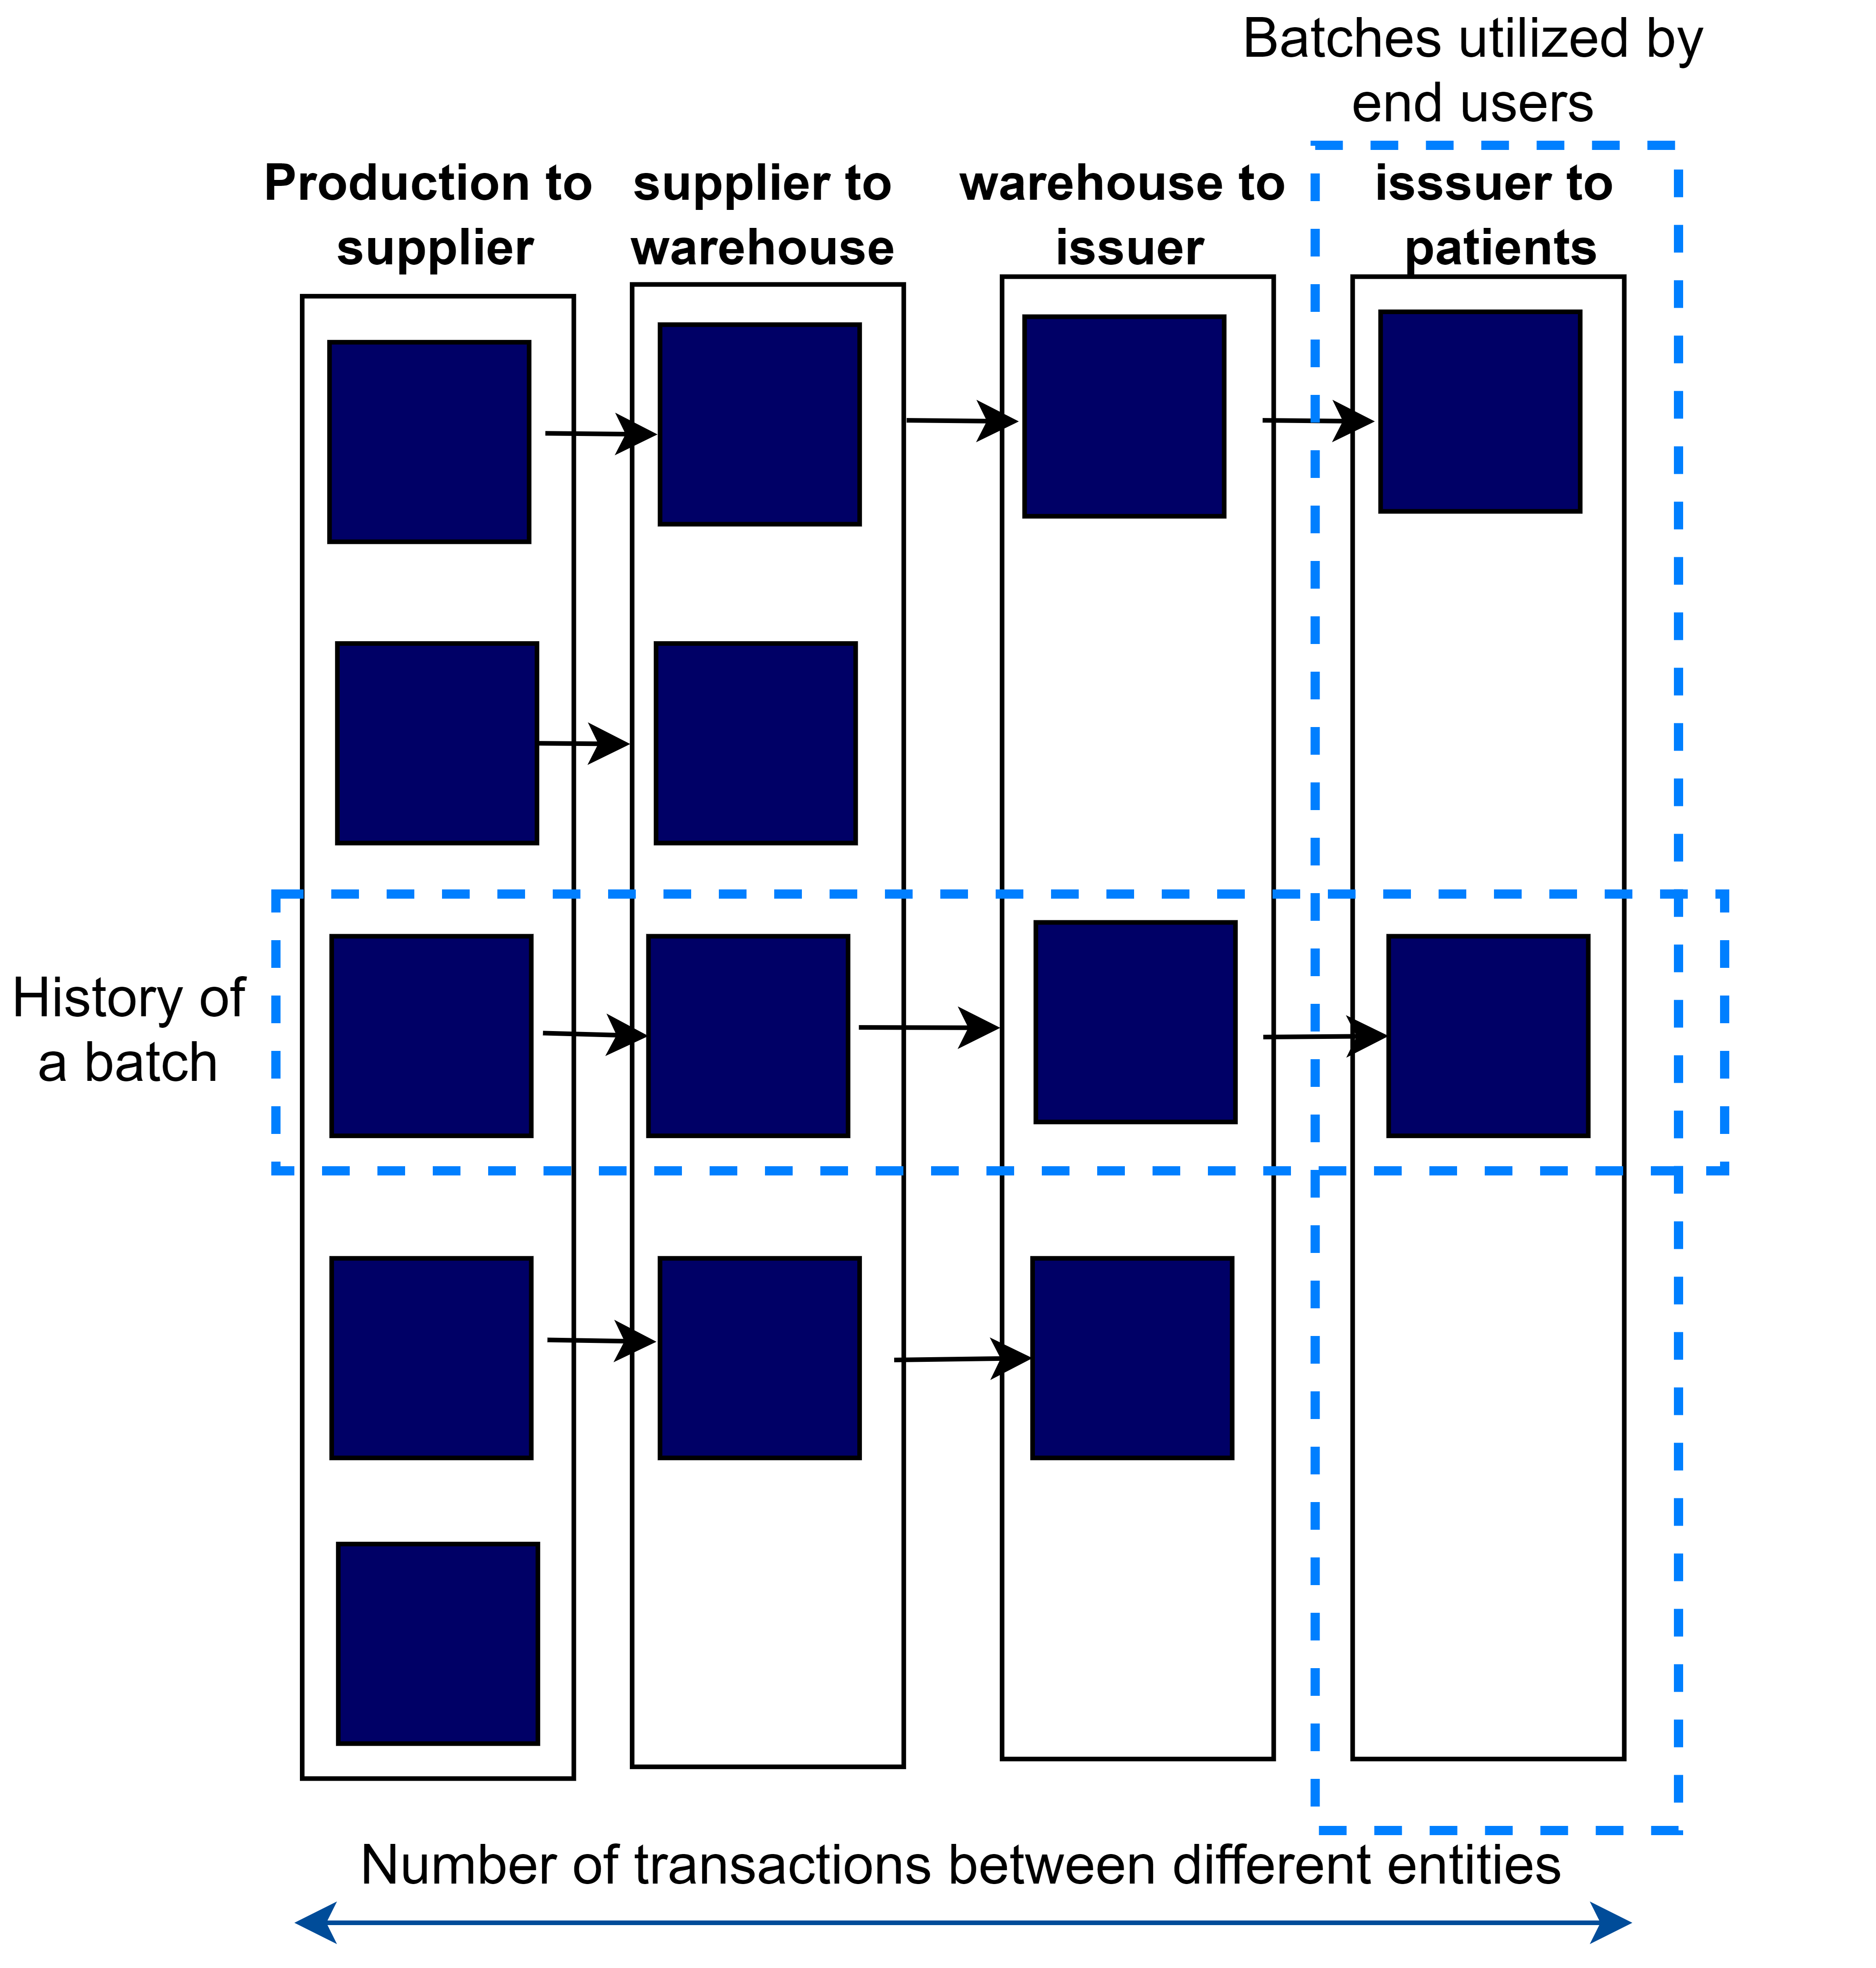 Batches utilized by
end users
Production to
supplier
supplier to
warehouse
warehouse to
issuer
isssuer to
patients
History of
a batch
Number of transactions between different entities